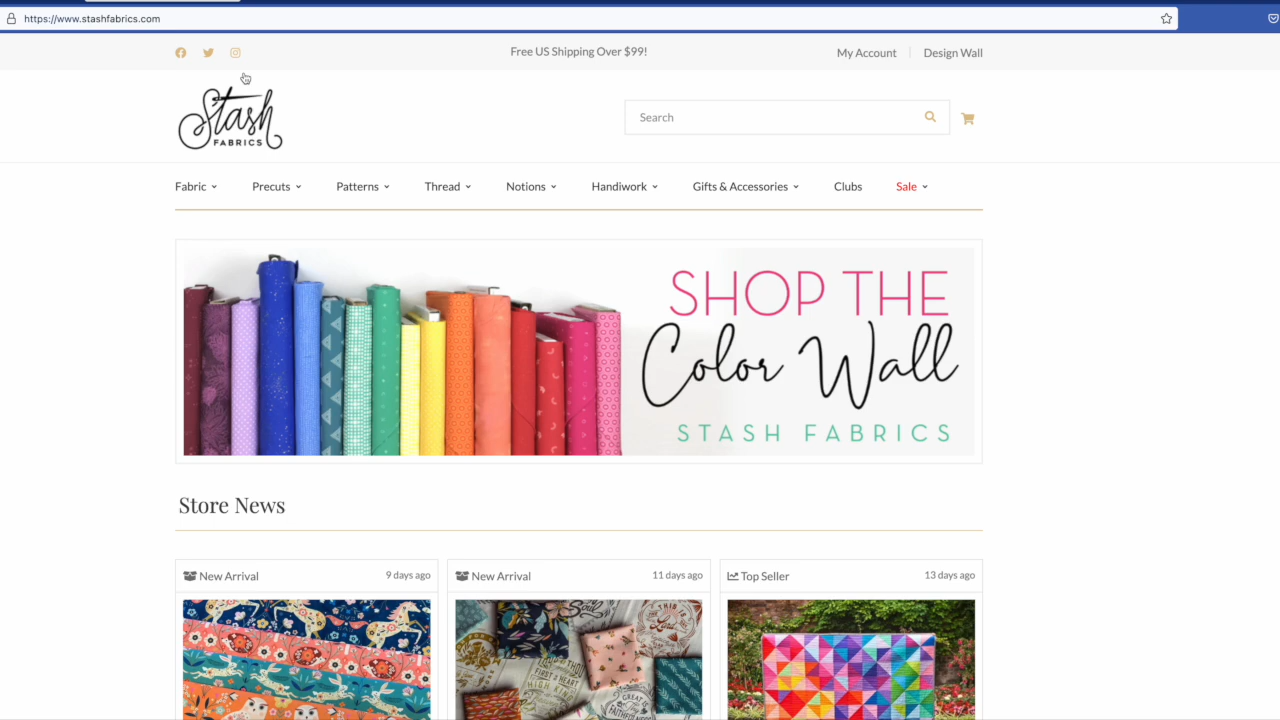 https://www.stashfabrics.com
Free US Shipping Over $99!
My Account
Design Wall
Stash
FABRICS
Search
Fabric
Precuts
Patterns
Thread
Notions
Handiwork
Gifts & Accessories
Clubs
Sale
SHOP THE
Color Wall
STASH FABRICS
Store News
New Arrival
9 days ago
New Arrival
11 days ago
Top Seller
13 days ago